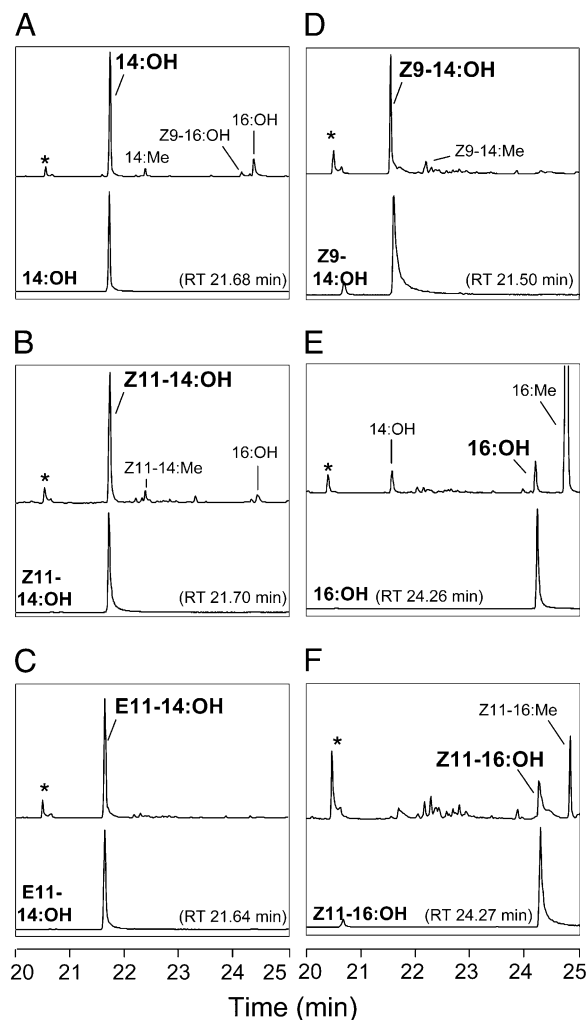 A
14:OH
Z9-16:OH
16:OH
*
14:Me
14:OH
(RT 21.68 min)
B
Z11-14:OH
*
Z11-14:Me
16:OH
Z11-
14:OH
(RT 21.70 min)
C
E11-14:OH
*
E11-
14:OH
(RT 21.64 min)
20 21 22 23 24 25
D
Z9-14:OH
*
Z9-14:Me
Z9-
14:OH
(RT 21.50 min)
E
16:Me
14:OH
16:OH
*
16:OH (RT 24.26 min)
F
Z11-16:Me
*
Z11-16:OH
Z11-16:OH (RT 24.27 min)
20 21 22 23 24 25
Time (min)